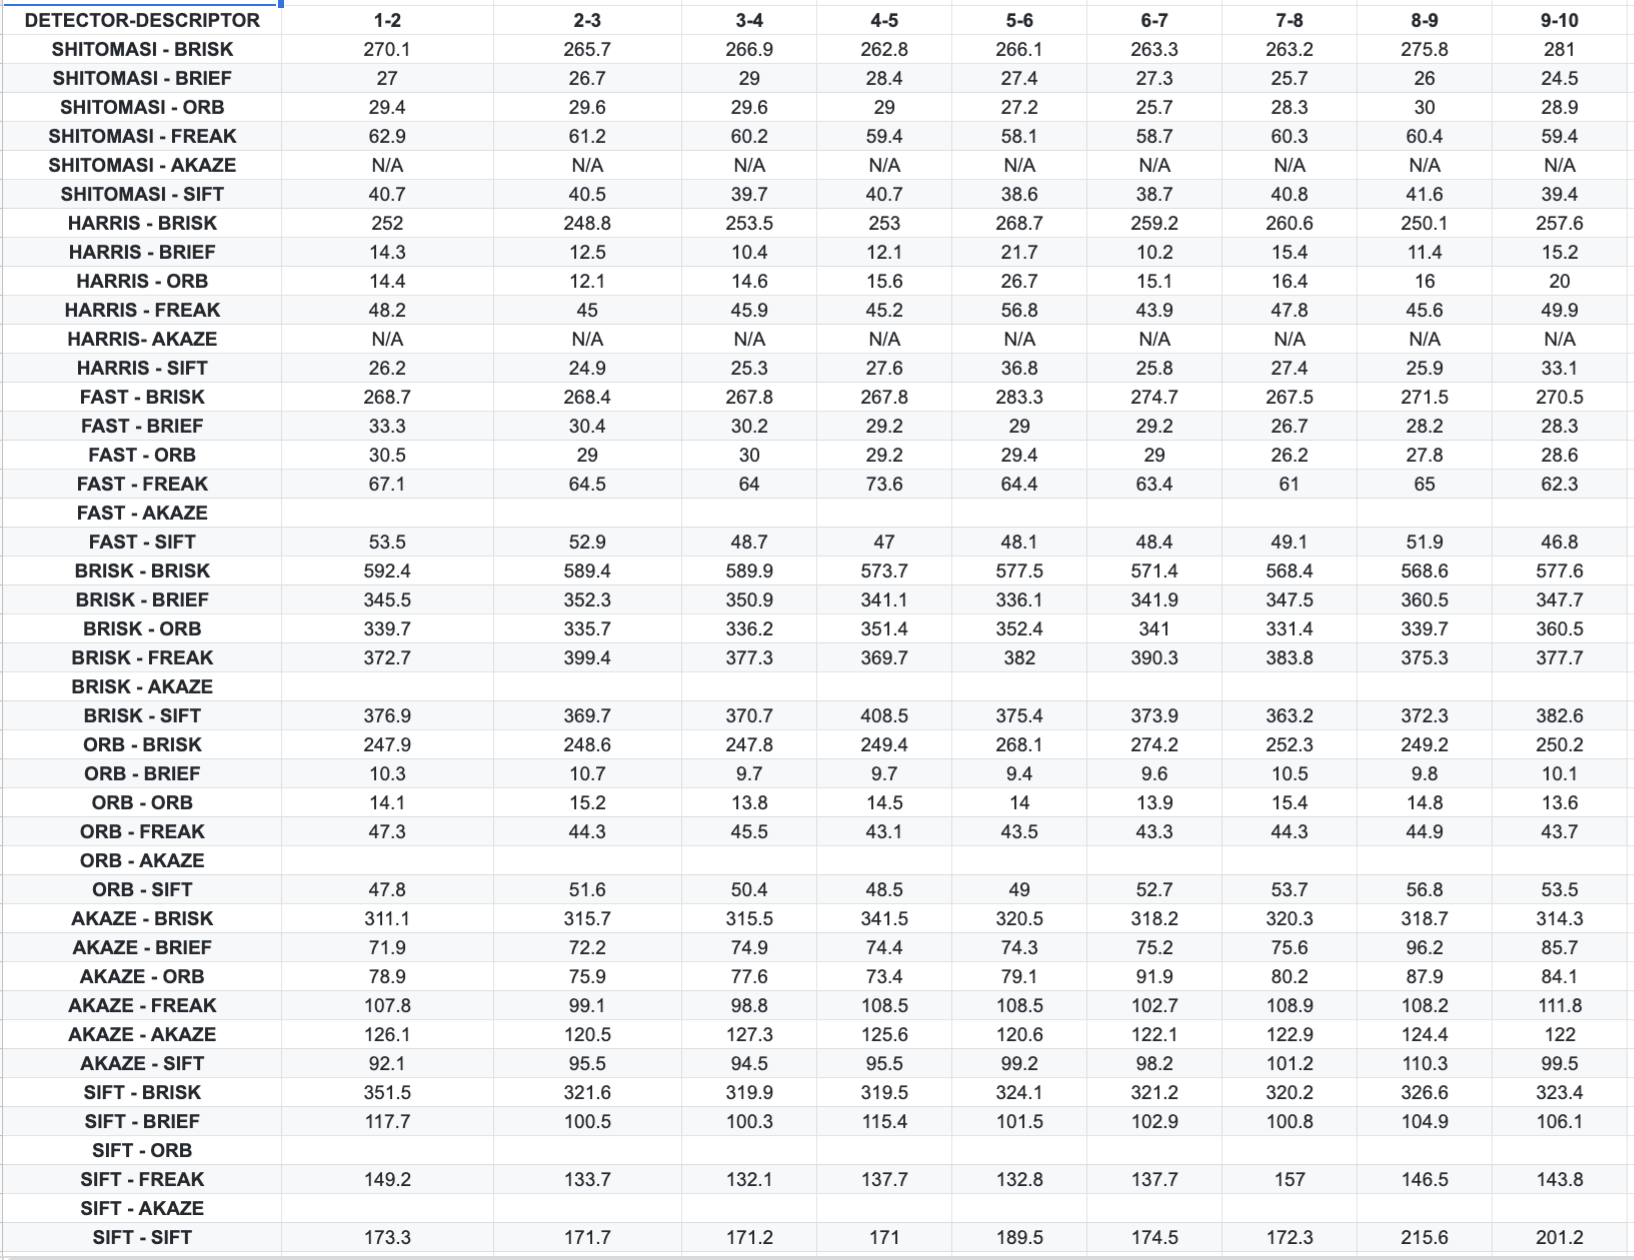 DETECTOR-DESCRIPTOR 1-2 2-3 3-4 4-5 5-6 6-7 7-8 8-9 9-10
SHITOMASI - BRISK 270.1 265.7 266.9 262.8 266.1 263.3 263.2 275.8 281
SHITOMASI - BRIEF 27 26.7 29 28.4 27.4 27.3 25.7 26 24.5
SHITOMASI - ORB 29.4 29.6 29.6 29 27.2 25.7 28.3 30 28.9
SHITOMASI - FREAK 62.9 61.2 60.2 59.4 58.1 58.7 60.3 60.4 59.4
SHITOMASI - AKAZE N/A N/A N/A N/A N/A N/A N/A N/A N/A
SHITOMASI - SIFT 40.7 40.5 39.7 40.7 38.6 38.7 40.8 41.6 39.4
HARRIS - BRISK 252 248.8 253.5 253 268.7 259.2 260.6 250.1 257.6
HARRIS - BRIEF 14.3 12.5 10.4 12.1 21.7 10.2 15.4 11.4 15.2
HARRIS - ORB 14.4 12.1 14.6 15.6 26.7 15.1 16.4 16 20
HARRIS - FREAK 48.2 45 45.9 45.2 56.8 43.9 47.8 45.6 49.9
HARRIS- AKAZE N/A N/A N/A N/A N/A N/A N/A N/A N/A
HARRIS - SIFT 26.2 24.9 25.3 27.6 36.8 25.8 27.4 25.9 33.1
FAST - BRISK 268.7 268.4 267.8 267.8 283.3 274.7 267.5 271.5 270.5
FAST - BRIEF 33.3 30.4 30.2 29.2 29 29.2 26.7 28.2 28.3
FAST - ORB 30.5 29 30 29.2 29.4 29 26.2 27.8 28.6
FAST - FREAK 67.1 64.5 64 73.6 64.4 63.4 61 65 62.3
FAST - AKAZE
FAST - SIFT 53.5 52.9 48.7 47 48.1 48.4 49.1 51.9 46.8
BRISK - BRISK 592.4 589.4 589.9 573.7 577.5 571.4 568.4 568.6 577.6
BRISK - BRIEF 345.5 352.3 350.9 341.1 336.1 341.9 347.5 360.5 347.7
BRISK - ORB 339.7 335.7 336.2 351.4 352.4 341 331.4 339.7 360.5
BRISK - FREAK 372.7 399.4 377.3 369.7 382 390.3 383.8 375.3 377.7
BRISK - AKAZE
BRISK - SIFT 376.9 369.7 370.7 408.5 375.4 373.9 363.2 372.3 382.6
ORB - BRISK 247.9 248.6 247.8 249.4 268.1 274.2 252.3 249.2 250.2
ORB - BRIEF 10.3 10.7 9.7 9.7 9.4 9.6 10.5 9.8 10.1
ORB - ORB 14.1 15.2 13.8 14.5 14 13.9 15.4 14.8 13.6
ORB - FREAK 47.3 44.3 45.5 43.1 43.5 43.3 44.3 44.9 43.7
ORB - AKAZE
ORB - SIFT 47.8 51.6 50.4 48.5 49 52.7 53.7 56.8 53.5
AKAZE - BRISK 311.1 315.7 315.5 341.5 320.5 318.2 320.3 318.7 314.3
AKAZE - BRIEF 71.9 72.2 74.9 74.4 74.3 75.2 75.6 96.2 85.7
AKAZE - ORB 78.9 75.9 77.6 73.4 79.1 91.9 80.2 87.9 84.1
AKAZE - FREAK 107.8 99.1 98.8 108.5 108.5 102.7 108.9 108.2 111.8
AKAZE - AKAZE 126.1 120.5 127.3 125.6 120.6 122.1 122.9 124.4 122
AKAZE - SIFT 92.1 95.5 94.5 95.5 99.2 98.2 101.2 110.3 99.5
SIFT - BRISK 351.5 321.6 319.9 319.5 324.1 321.2 320.2 326.6 323.4
SIFT - BRIEF 117.7 100.5 100.3 115.4 101.5 102.9 100.8 104.9 106.1
SIFT - ORB
SIFT - FREAK 149.2 133.7 132.1 137.7 132.8 137.7 157 146.5 143.8
SIFT - AKAZE
SIFT - SIFT 173.3 171.7 171.2 171 189.5 174.5 172.3 215.6 201.2